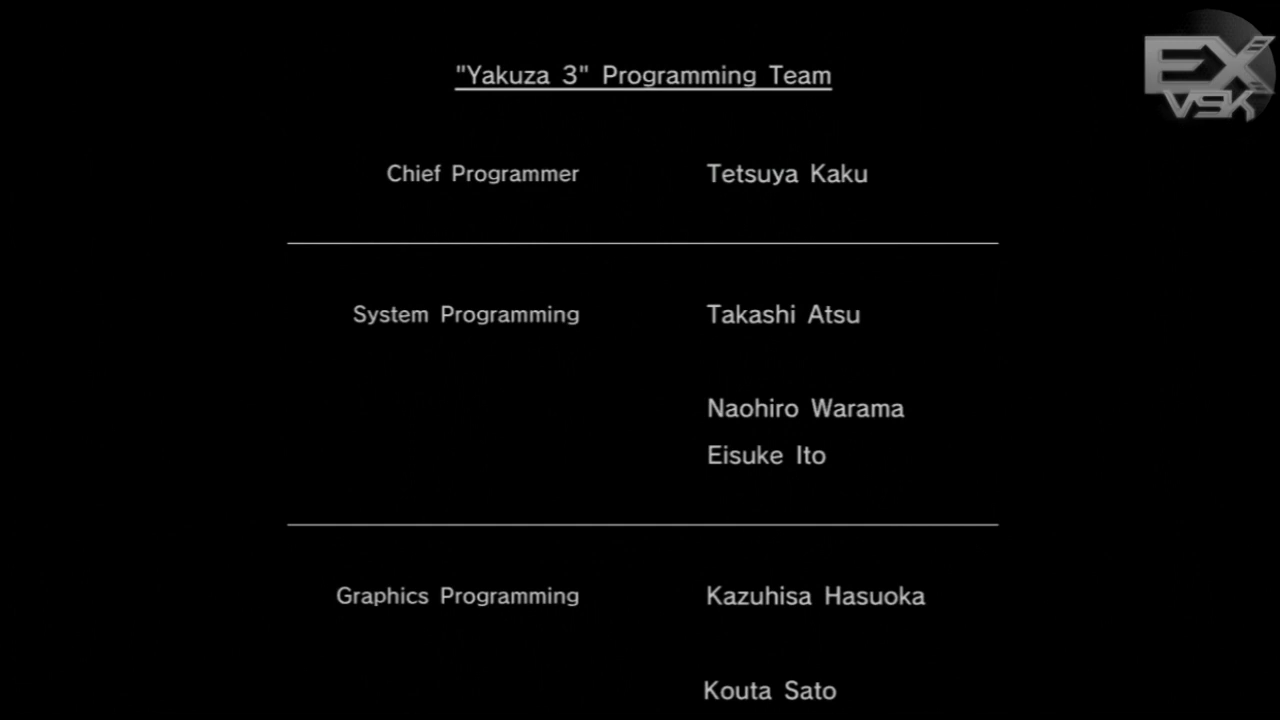 EX
VSK
"Yakuza 3" Programming Team
Chief Programmer Tetsuya Kaku
System Programming Takashi Atsu
Naohiro Warama
Eisuke Ito
Graphics Programming Kazuhisa Hasuoka
Kouta Sato